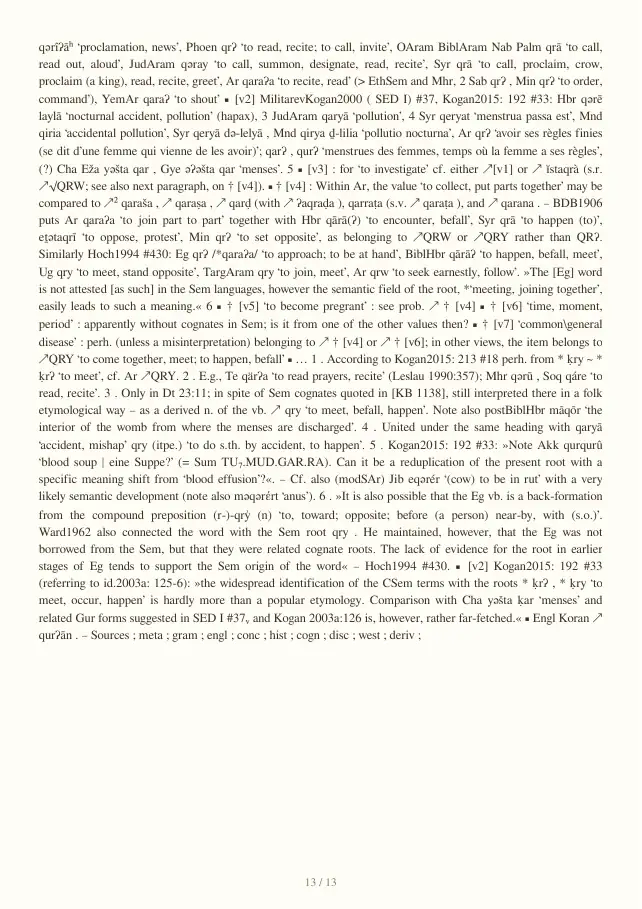 qərîʔāʰ ‘proclamation, news’, Phoen qrʔ ‘to read, recite; to call, invite’, OAram BiblAram Nab Palm qrā ‘to call,
read out, aloud’, JudAram qəray ‘to call, summon, designate, read, recite’, Syr qrā ‘to call, proclaim, crow,
proclaim (a king), read, recite, greet’, Ar qaraʔa ‘to recite, read’ (> EthSem and Mhr, 2 Sab qrʔ , Min qrʔ ‘to order,
command’), YemAr qaraʔ ‘to shout’ ▪ [v2] MilitarevKogan2000 ( SED I) #37, Kogan2015: 192 #33: Hbr qərē
laylā ‘nocturnal accident, pollution’ (hapax), 3 JudAram qaryā ‘pollution’, 4 Syr qeryat ‘menstrua passa est’, Mnd
qiria ‘accidental pollution’, Syr qeryā də-lelyā , Mnd qirya ḏ-lilia ‘pollutio nocturna’, Ar qrʔ ‘avoir ses règles finies
(se dit d’une femme qui vienne de les avoir)’; qarʔ , qurʔ ‘menstrues des femmes, temps où la femme a ses règles’,
(?) Cha Eža yəšta qar , Gye əʔəšta qar ‘menses’. 5 ▪ [v3] : for ‘to investigate’ cf. either ↗[v1] or ↗ ĭstaqrà (s.r.
↗√QRW; see also next paragraph, on † [v4]). ▪ † [v4] : Within Ar, the value ‘to collect, put parts together’ may be
compared to ↗² qaraša , ↗ qaraṣa , ↗ qarḍ (with ↗ ʔaqraḍa ), qarraṭa (s.v. ↗ qaraṭa ), and ↗ qarana . – BDB1906
puts Ar qaraʔa ‘to join part to part’ together with Hbr qārā(ʔ) ‘to encounter, befall’, Syr qrā ‘to happen (to)’,
eṯətaqrī ‘to oppose, protest’, Min qrʔ ‘to set opposite’, as belonging to ↗QRW or ↗QRY rather than QRʔ.
Similarly Hoch1994 #430: Eg qrʔ /*qaraʔa/ ‘to approach; to be at hand’, BiblHbr qārāʔ ‘to happen, befall, meet’,
Ug qry ‘to meet, stand opposite’, TargAram qry ‘to join, meet’, Ar qrw ‘to seek earnestly, follow’. »The [Eg] word
is not attested [as such] in the Sem languages, however the semantic field of the root, *‘meeting, joining together’,
easily leads to such a meaning.« 6 ▪ † [v5] ‘to become pregrant’ : see prob. ↗ † [v4] ▪ † [v6] ‘time, moment,
period’ : apparently without cognates in Sem; is it from one of the other values then? ▪ † [v7] ‘common\general
disease’ : perh. (unless a misinterpretation) belonging to ↗ † [v4] or ↗ † [v6]; in other views, the item belongs to
↗QRY ‘to come together, meet; to happen, befall’ ▪ … 1 . According to Kogan2015: 213 #18 perh. from * ḳry ~ *
ḳrʔ ‘to meet’, cf. Ar ↗QRY. 2 . E.g., Te qärʔa ‘to read prayers, recite’ (Leslau 1990:357); Mhr qərū , Soq qáre ‘to
read, recite’. 3 . Only in Dt 23:11; in spite of Sem cognates quoted in [KB 1138], still interpreted there in a folk
etymological way – as a derived n. of the vb. ↗ qry ‘to meet, befall, happen’. Note also postBiblHbr māqōr ‘the
interior of the womb from where the menses are discharged’. 4 . United under the same heading with qaryā
‘accident, mishap’ qry (itpe.) ‘to do s.th. by accident, to happen’. 5 . Kogan2015: 192 #33: »Note Akk qurqurû
‘blood soup | eine Suppe?’ (= Sum TU₇.MUD.GAR.RA). Can it be a reduplication of the present root with a
specific meaning shift from ‘blood effusion’?«. – Cf. also (modSAr) Jib eqərér ‘(cow) to be in rut’ with a very
likely semantic development (note also məqərɛ́rt ‘anus’). 6 . »It is also possible that the Eg vb. is a back-formation
from the compound preposition (r-)-qrỷ (n) ‘to, toward; opposite; before (a person) near-by, with (s.o.)’.
Ward1962 also connected the word with the Sem root qry . He maintained, however, that the Eg was not
borrowed from the Sem, but that they were related cognate roots. The lack of evidence for the root in earlier
stages of Eg tends to support the Sem origin of the word« – Hoch1994 #430. ▪ [v2] Kogan2015: 192 #33
(referring to id.2003a: 125-6): »the widespread identification of the CSem terms with the roots * ḳrʔ , * ḳry ‘to
meet, occur, happen’ is hardly more than a popular etymology. Comparison with Cha yəšta ḳar ‘menses’ and
related Gur forms suggested in SED I #37ᵥ and Kogan 2003a:126 is, however, rather far-fetched.« ▪ Engl Koran ↗
qurʔān . – Sources ; meta ; gram ; engl ; conc ; hist ; cogn ; disc ; west ; deriv ;
13 / 13